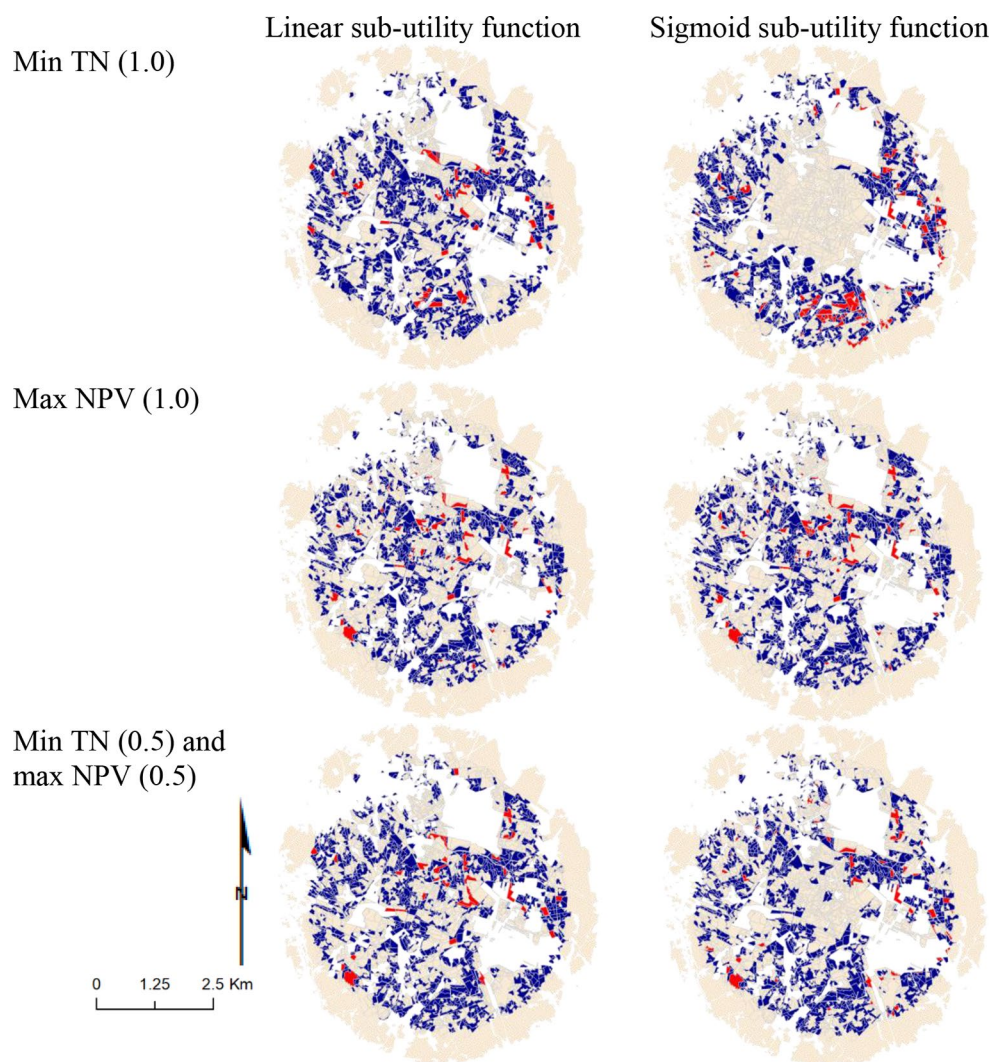 Linear sub-utility function
Sigmoid sub-utility function
Min TN (1.0)
Max NPV (1.0)
Min TN (0.5) and
max NPV (0.5)
N
0 1.25 2.5 Km